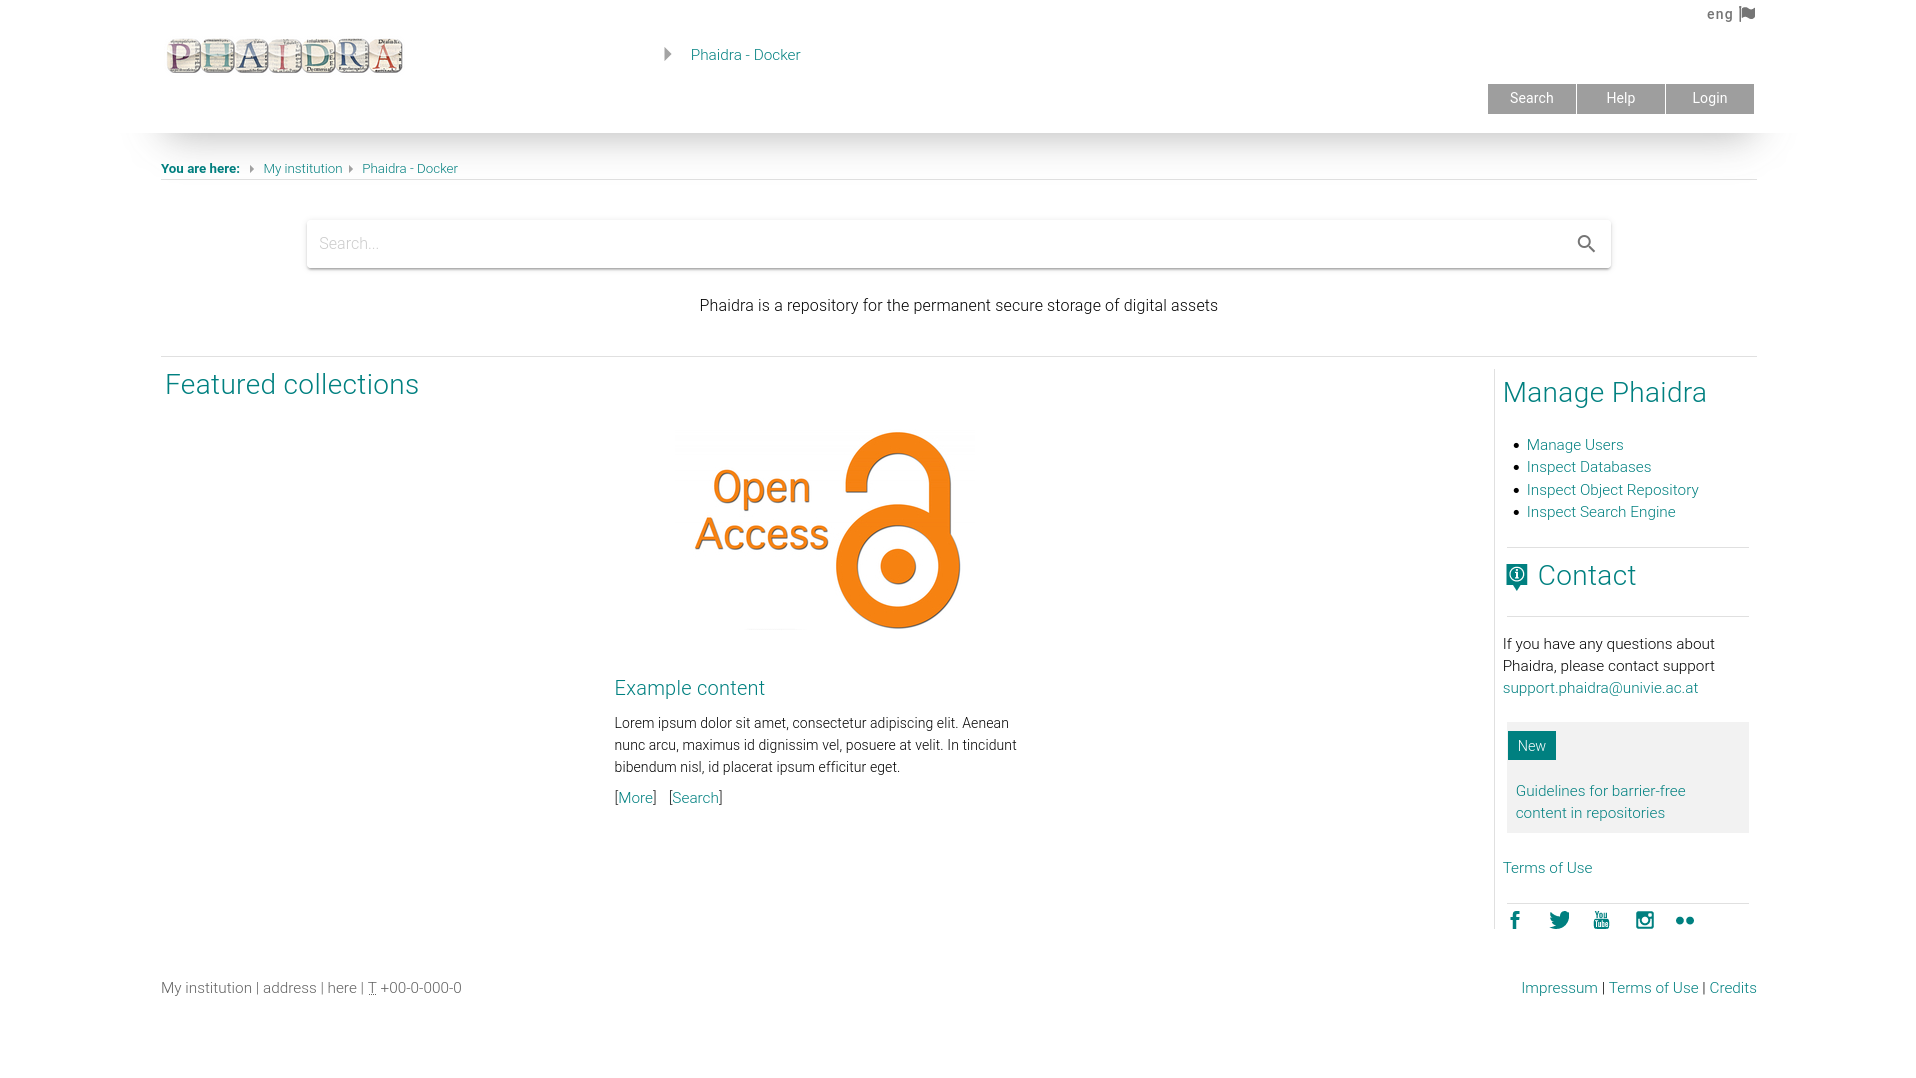 eng
PHAIDRA
Phaidra - Docker
Search
Help
Login
You are here: My institution Phaidra - Docker
Search...
Phaidra is a repository for the permanent secure storage of digital assets
Featured collections
Open
Access
Example content
Lorem ipsum dolor sit amet, consectetur adipiscing elit. Aenean
nunc arcu, maximus id dignissim vel, posuere at velit. In tincidunt
bibendum nisl, id placerat ipsum efficitur eget.
[More] [Search]
Manage Phaidra
Manage Users
Inspect Databases
Inspect Object Repository
Inspect Search Engine
Contact
If you have any questions about
Phaidra, please contact support
support.phaidra@univie.ac.at
New
Guidelines for barrier-free
content in repositories
Terms of Use
You
Tube
My institution | address | here | T +00-0-000-0
Impressum | Terms of Use | Credits